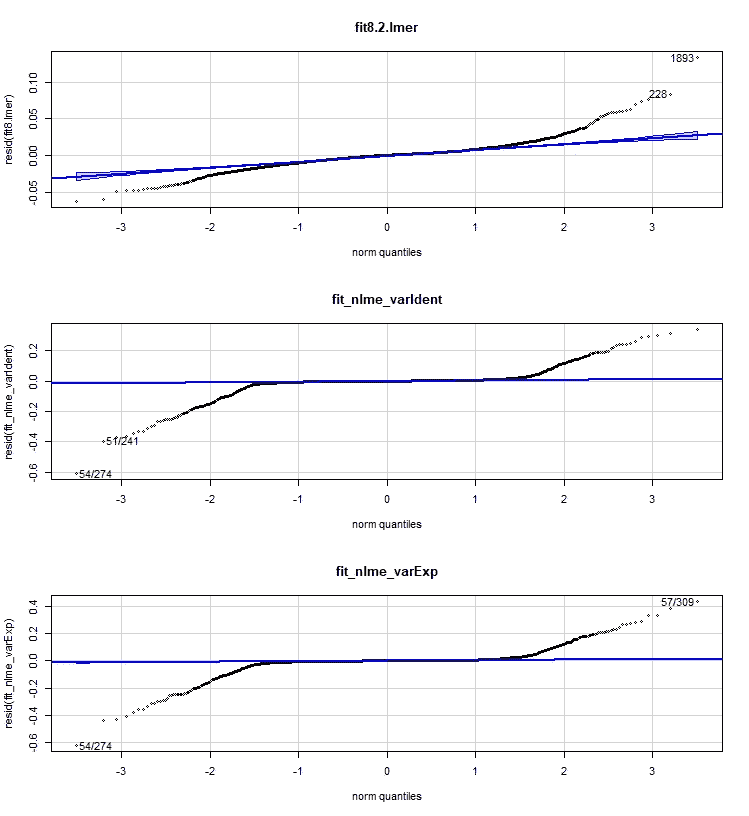 fit8.2.lmer
resid(fit8.lmer)
0.10
0.05
0.00
-0.05
1893
228
-3 -2 -1 0 1 2 3
norm quantiles
fit_nlme_varIdent
resid(fit_nlme_varIdent)
0.2
0.0
-0.2
-0.4
-0.6
51/241
54/274
-3 -2 -1 0 1 2 3
norm quantiles
fit_nlme_varExp
resid(fit_nlme_varExp)
0.4
0.2
0.0
-0.2
-0.4
-0.6
57/309
54/274
-3 -2 -1 0 1 2 3
norm quantiles